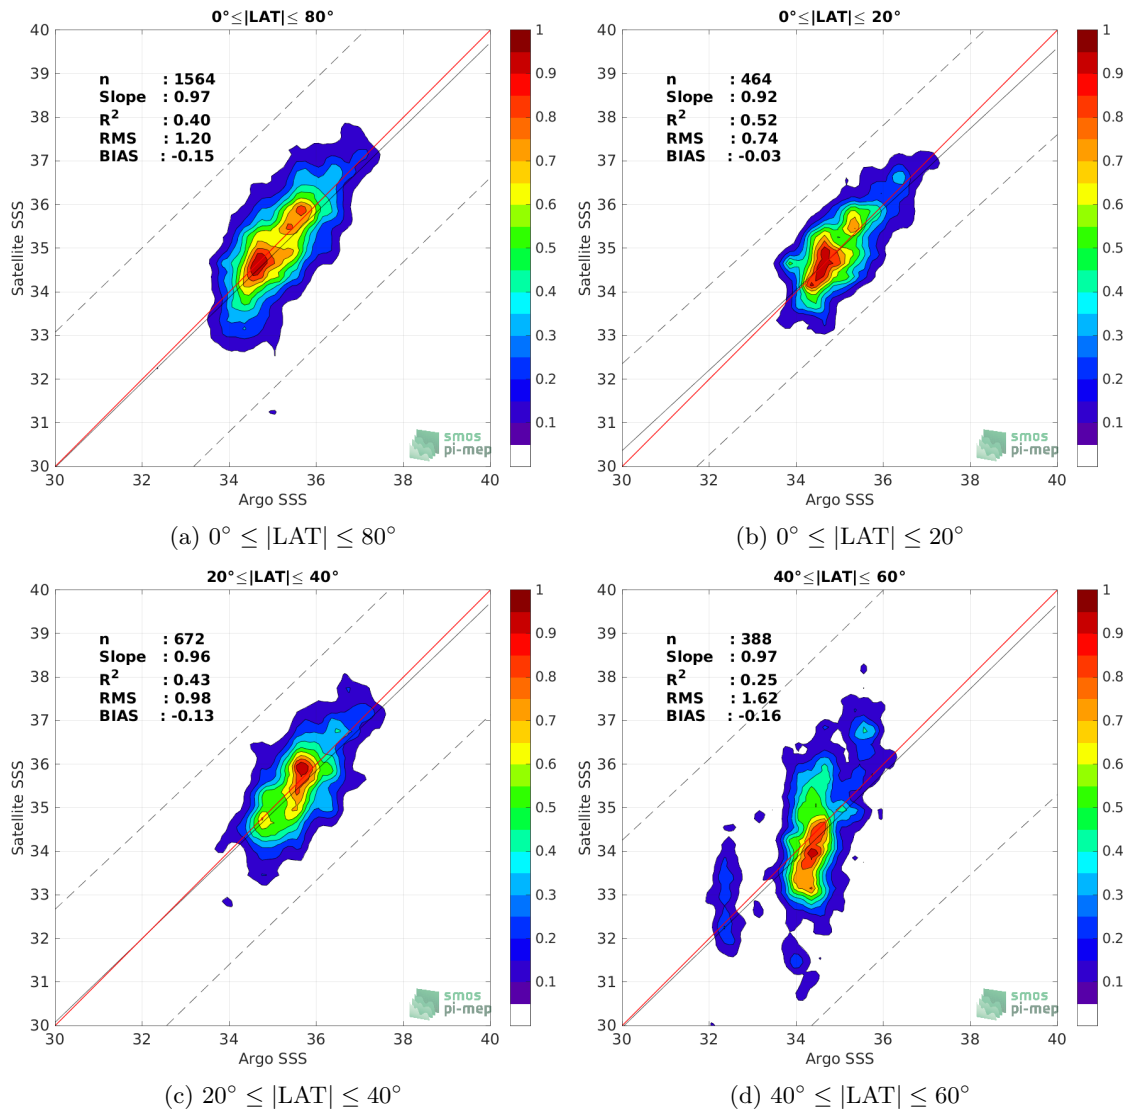 0°≤|LAT|≤ 80°
n : 1564
Slope : 0.97
R² : 0.40
RMS : 1.20
BIAS : -0.15
Satellite SSS
40
39
38
37
36
35
34
33
32
31
30
30 32 34 36 38 40
Argo SSS
1
0.9
0.8
0.7
0.6
0.5
0.4
0.3
0.2
0.1
smos
pi-mep
(a) 0° ≤ |LAT| ≤ 80°
0°≤|LAT|≤ 20°
n : 464
Slope : 0.92
R² : 0.52
RMS : 0.74
BIAS : -0.03
Satellite SSS
40
39
38
37
36
35
34
33
32
31
30
30 32 34 36 38 40
Argo SSS
1
0.9
0.8
0.7
0.6
0.5
0.4
0.3
0.2
0.1
smos
pi-mep
(b) 0° ≤ |LAT| ≤ 20°
20°≤|LAT|≤ 40°
n : 672
Slope : 0.96
R² : 0.43
RMS : 0.98
BIAS : -0.13
Satellite SSS
40
39
38
37
36
35
34
33
32
31
30
30 32 34 36 38 40
Argo SSS
1
0.9
0.8
0.7
0.6
0.5
0.4
0.3
0.2
0.1
smos
pi-mep
(c) 20° ≤ |LAT| ≤ 40°
40°≤|LAT|≤ 60°
n : 388
Slope : 0.97
R² : 0.25
RMS : 1.62
BIAS : -0.16
Satellite SSS
40
39
38
37
36
35
34
33
32
31
30
30 32 34 36 38 40
Argo SSS
1
0.9
0.8
0.7
0.6
0.5
0.4
0.3
0.2
0.1
smos
pi-mep
(d) 40° ≤ |LAT| ≤ 60°